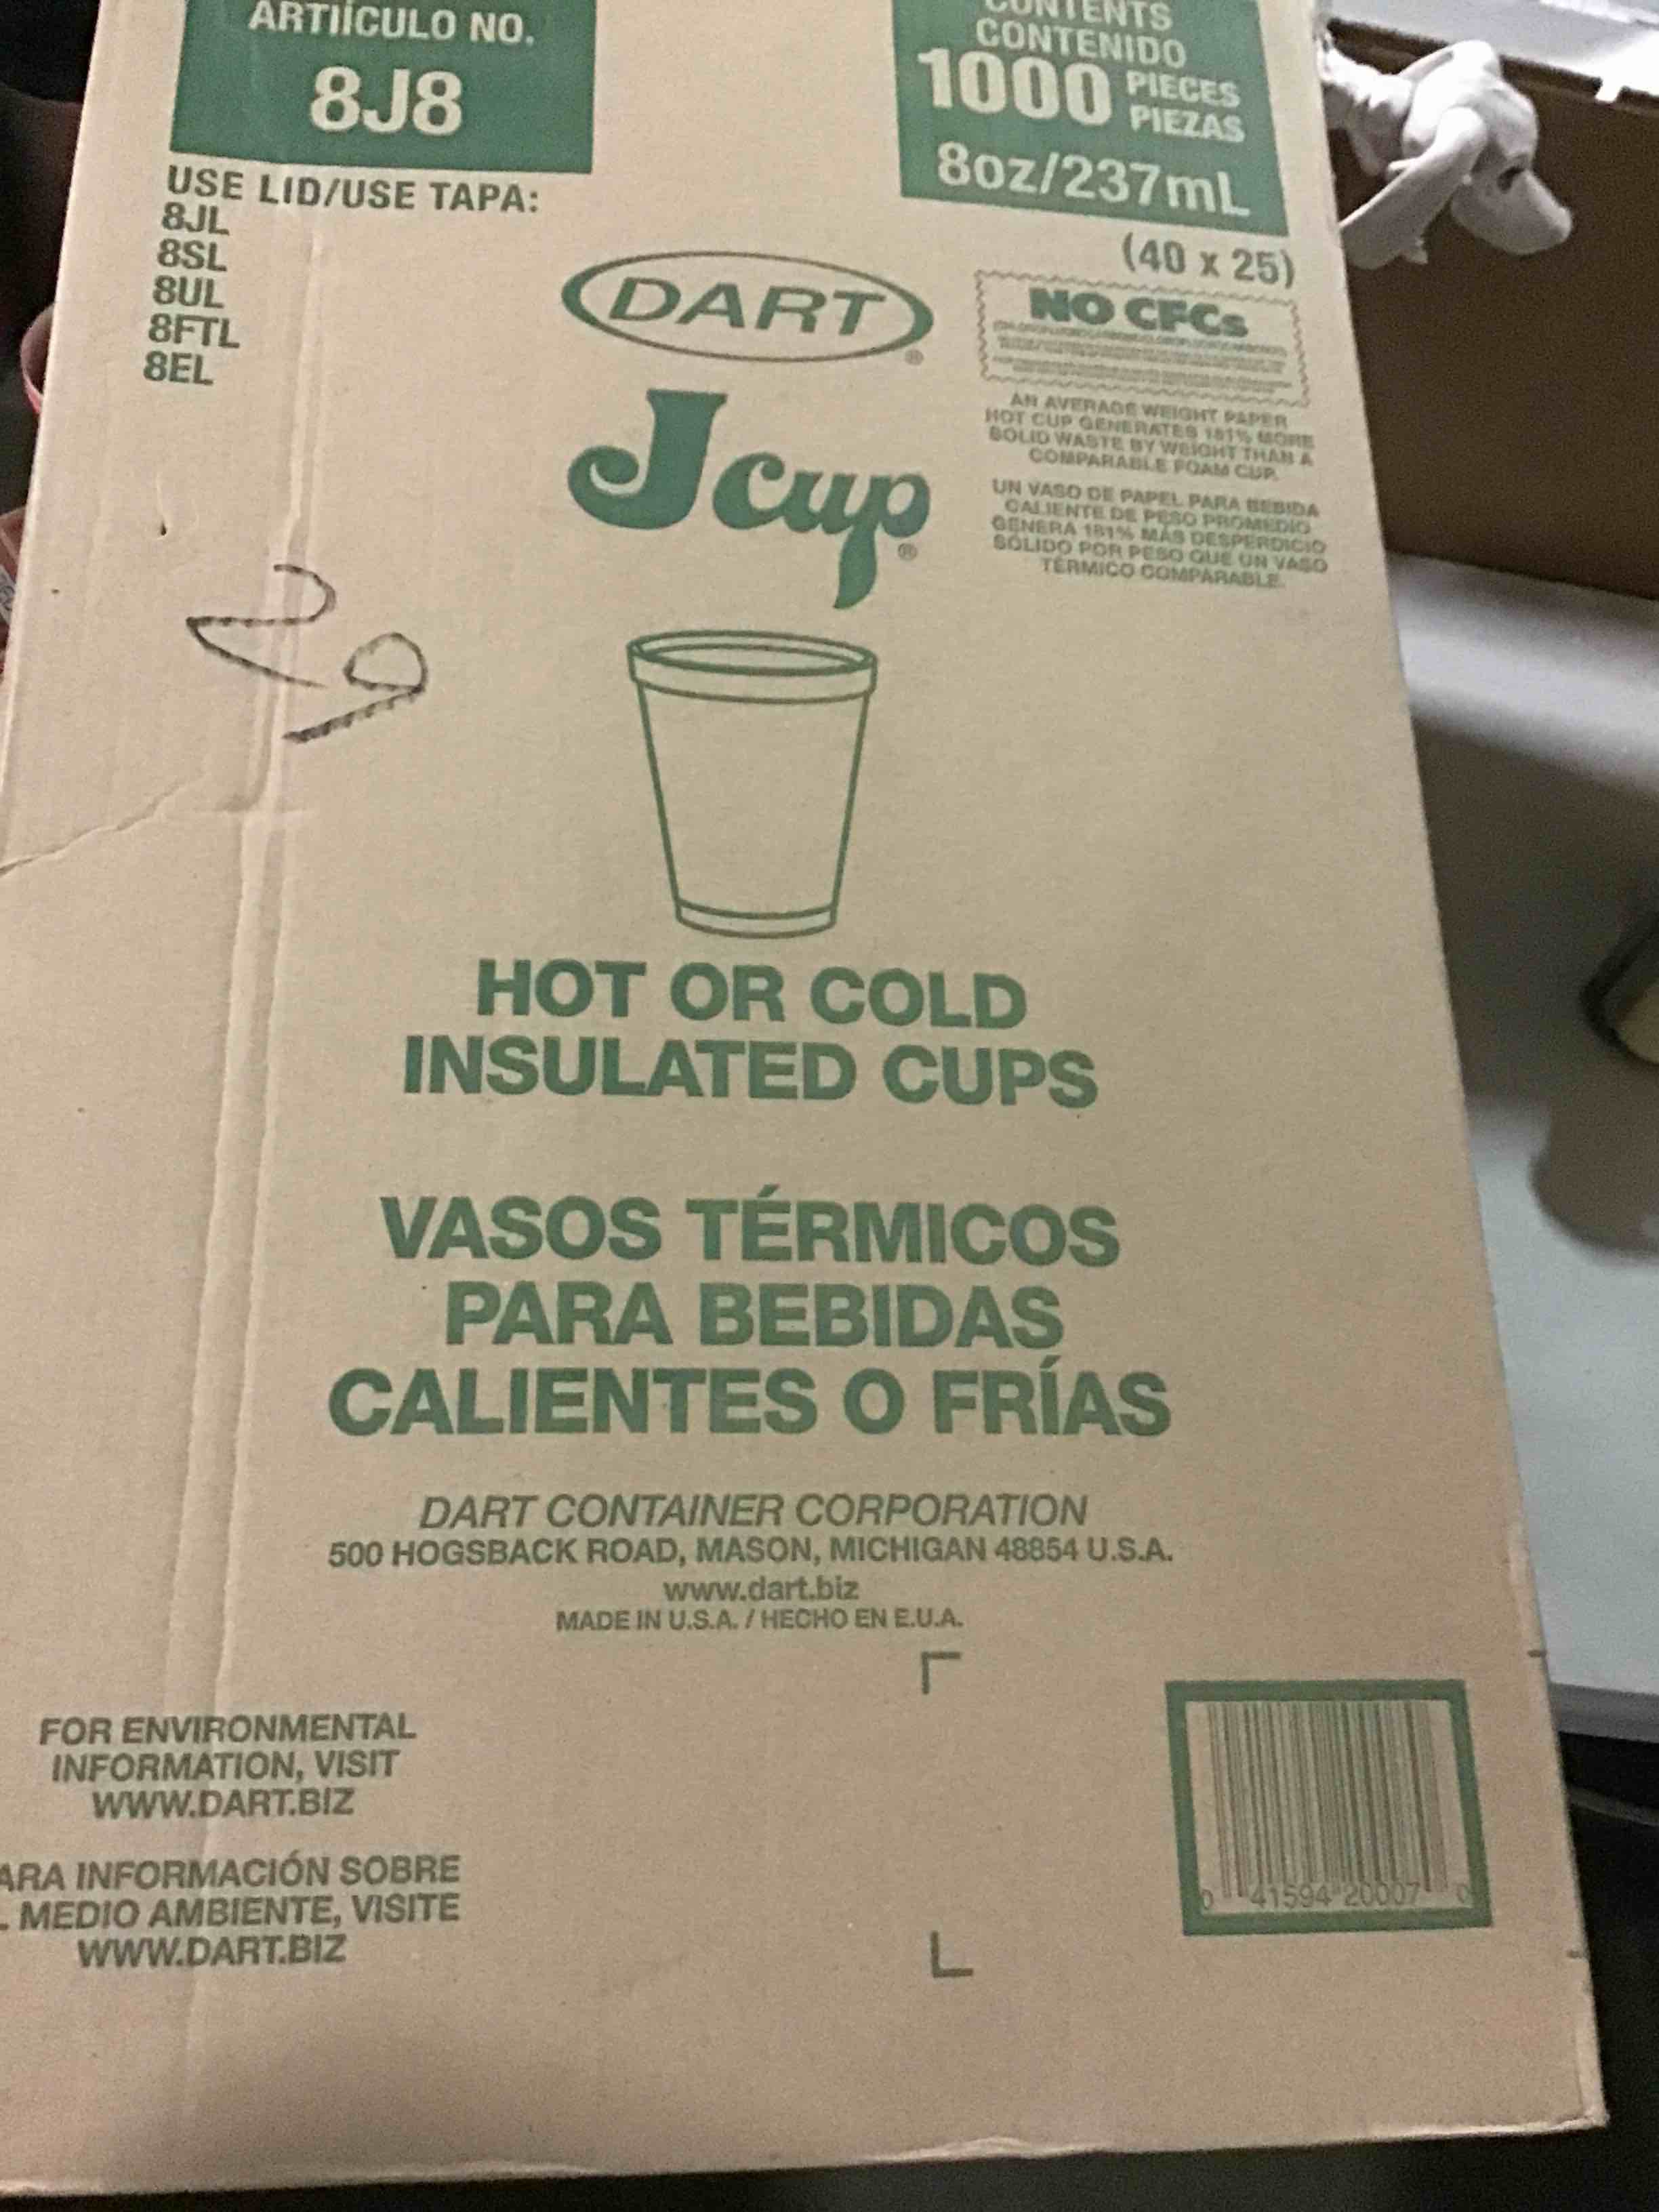 ARTIÍCULO NO.
8J8
USE LID/USE TAPA:
8JL
8SL
8UL
8FTL
8EL
CONTENTS
CONTENIDO
1000 PIECES
PIEZAS
8oz/237mL
(40 x 25)
DART®
J cup®
NO CFCs
AN AVERAGE WEIGHT PAPER
HOT CUP GENERATES 181% MORE
SOLID WASTE BY WEIGHT THAN A
COMPARABLE FOAM CUP.
UN VASO DE PAPEL PARA BEBIDA
CALIENTE DE PESO PROMEDIO
GENERA 181% MÁS DESPERDICIO
SÓLIDO POR PESO QUE UN VASO
TÉRMICO COMPARABLE.
29
HOT OR COLD
INSULATED CUPS
VASOS TÉRMICOS
PARA BEBIDAS
CALIENTES O FRÍAS
DART CONTAINER CORPORATION
500 HOGSBACK ROAD, MASON, MICHIGAN 48854 U.S.A.
www.dart.biz
MADE IN U.S.A. / HECHO EN E.U.A.
FOR ENVIRONMENTAL
INFORMATION, VISIT
WWW.DART.BIZ
ARA INFORMACIÓN SOBRE
L MEDIO AMBIENTE, VISITE
WWW.DART.BIZ
0 41594 20007 0